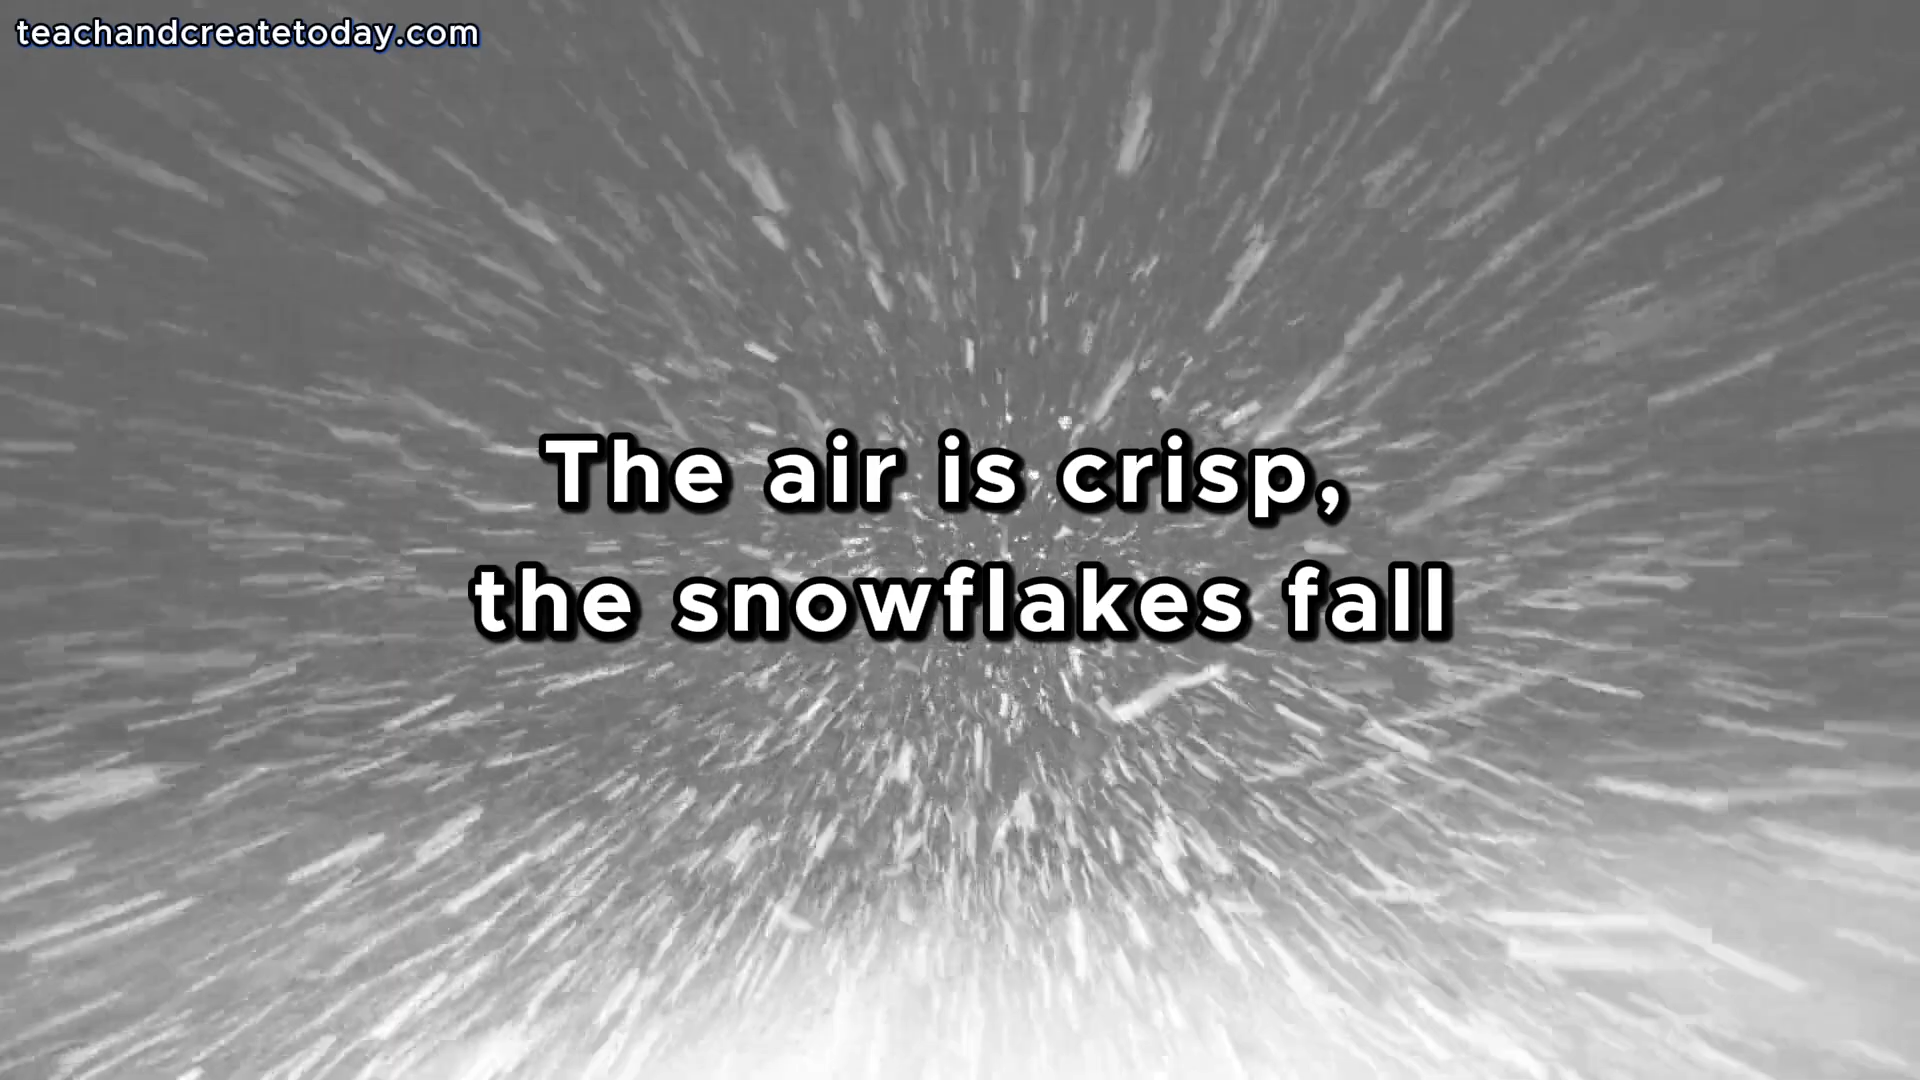 teachandcreatetoday.com
The air is crisp,
the snowflakes fall